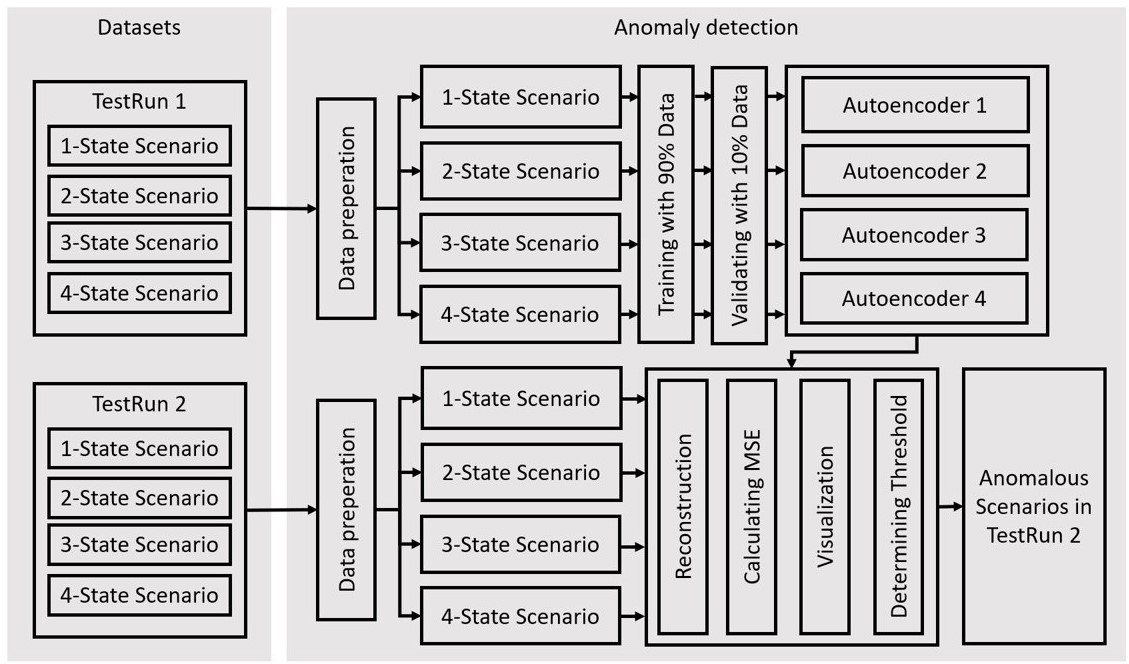 Datasets
TestRun 1
1-State Scenario
2-State Scenario
3-State Scenario
4-State Scenario
TestRun 2
1-State Scenario
2-State Scenario
3-State Scenario
4-State Scenario
Anomaly detection
Data preperation
1-State Scenario
2-State Scenario
3-State Scenario
4-State Scenario
Training with 90% Data
Validating with 10% Data
Autoencoder 1
Autoencoder 2
Autoencoder 3
Autoencoder 4
Data preperation
1-State Scenario
2-State Scenario
3-State Scenario
4-State Scenario
Reconstruction
Calculating MSE
Visualization
Determining Threshold
Anomalous
Scenarios in
TestRun 2